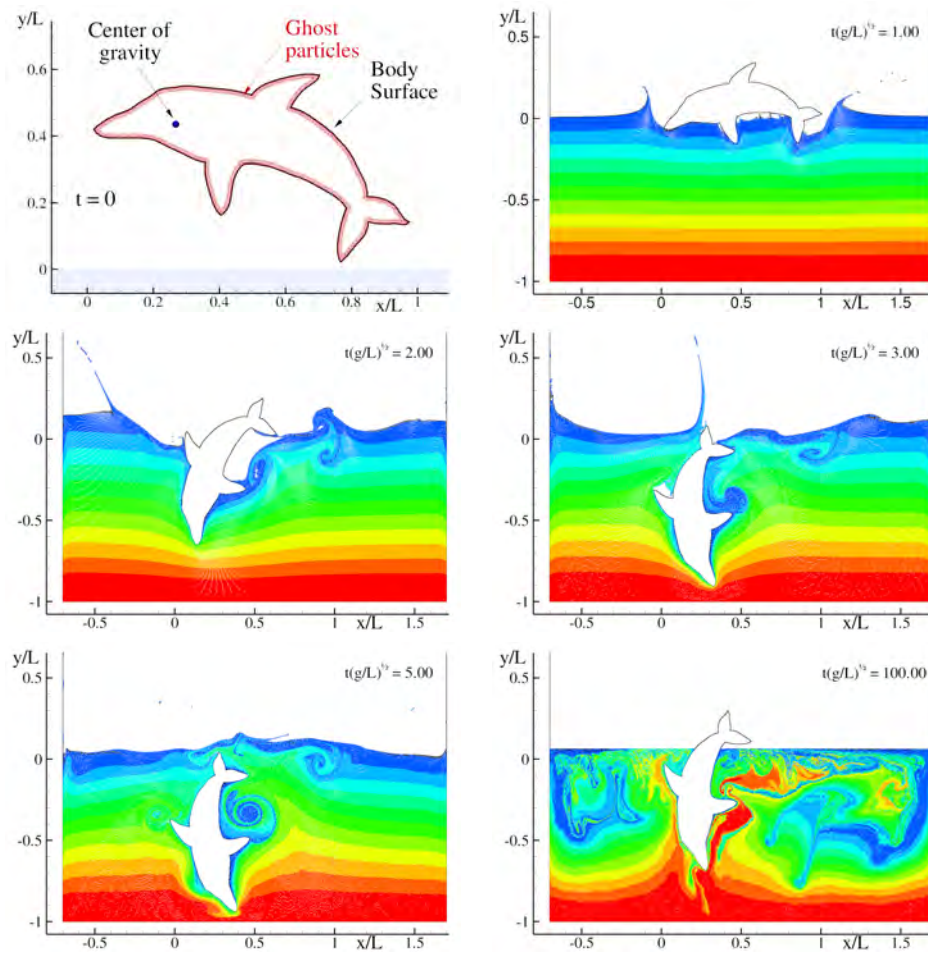 y/L
Center of
gravity
Ghost
particles
Body
Surface
0.6
0.4
0.2
0
t = 0
0 0.2 0.4 0.6 0.8 1
x/L
y/L
t(g/L)^½ = 1.00
0.5
0
-0.5
-1
-0.5 0 0.5 1 1.5
x/L
y/L
t(g/L)^½ = 2.00
0.5
0
-0.5
-1
-0.5 0 0.5 1 1.5
x/L
y/L
t(g/L)^½ = 3.00
0.5
0
-0.5
-1
-0.5 0 0.5 1 1.5
x/L
y/L
t(g/L)^½ = 5.00
0.5
0
-0.5
-1
-0.5 0 0.5 1 1.5
x/L
y/L
t(g/L)^½ = 100.00
0.5
0
-0.5
-1
-0.5 0 0.5 1 1.5
x/L